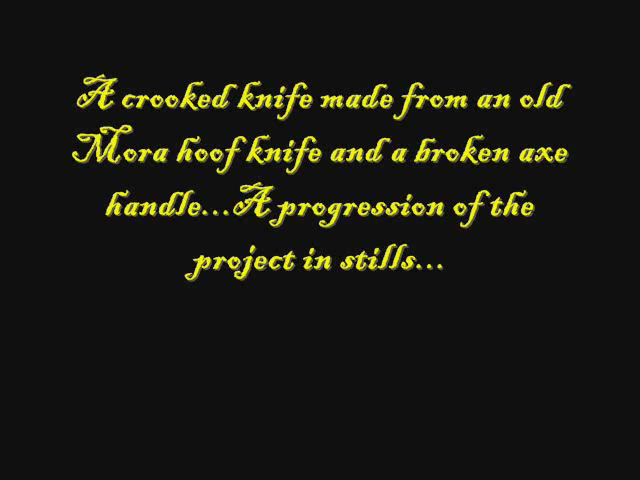 A crooked knife made from an old
Mora hoof knife and a broken axe
handle...A progression of the
project in stills...